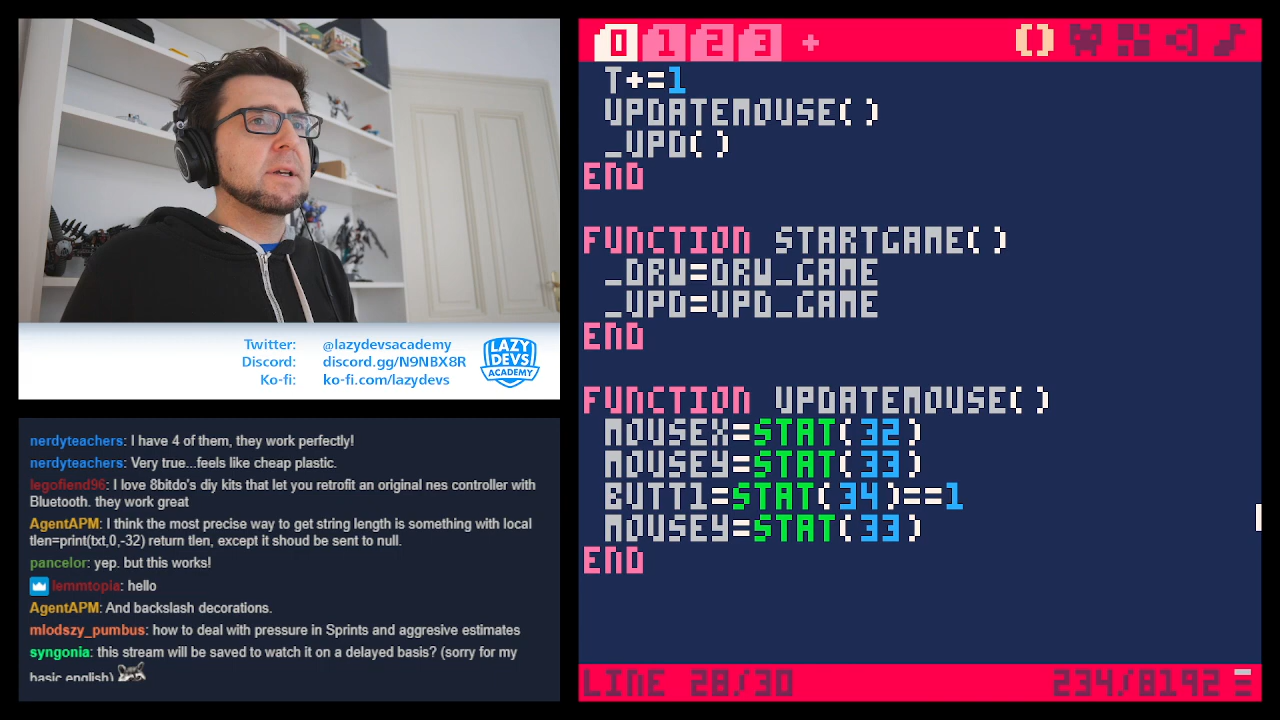 Twitter: @lazydevsacademy
Discord: discord.gg/N9NBX8R
Ko-fi: ko-fi.com/lazydevs
LAZY
DEVS
ACADEMY
nerdyteachers: I have 4 of them, they work perfectly!
nerdyteachers: Very true...feels like cheap plastic.
legofiend96: I love 8bitdo's diy kits that let you retrofit an original nes controller with
Bluetooth. they work great
AgentAPM: I think the most precise way to get string length is something with local
tlen=print(txt,0,-32) return tlen, except it shoud be sent to null.
pancelor: yep. but this works!
lemmtopia: hello
AgentAPM: And backslash decorations.
mlodszy_pumbus: how to deal with pressure in Sprints and aggresive estimates
syngonia: this stream will be saved to watch it on a delayed basis? (sorry for my
basic english)
0 1 2 3 +
T+=1
UPDATEMOUSE()
_UPD()
END
FUNCTION STARTGAME()
_DRW=DRW_GAME
_UPD=UPD_GAME
END
FUNCTION UPDATEMOUSE()
MOUSEX=STAT(32)
MOUSEY=STAT(33)
BUTT1=STAT(34)==1
MOUSEY=STAT(33)
END
LINE 28/30 234/8192